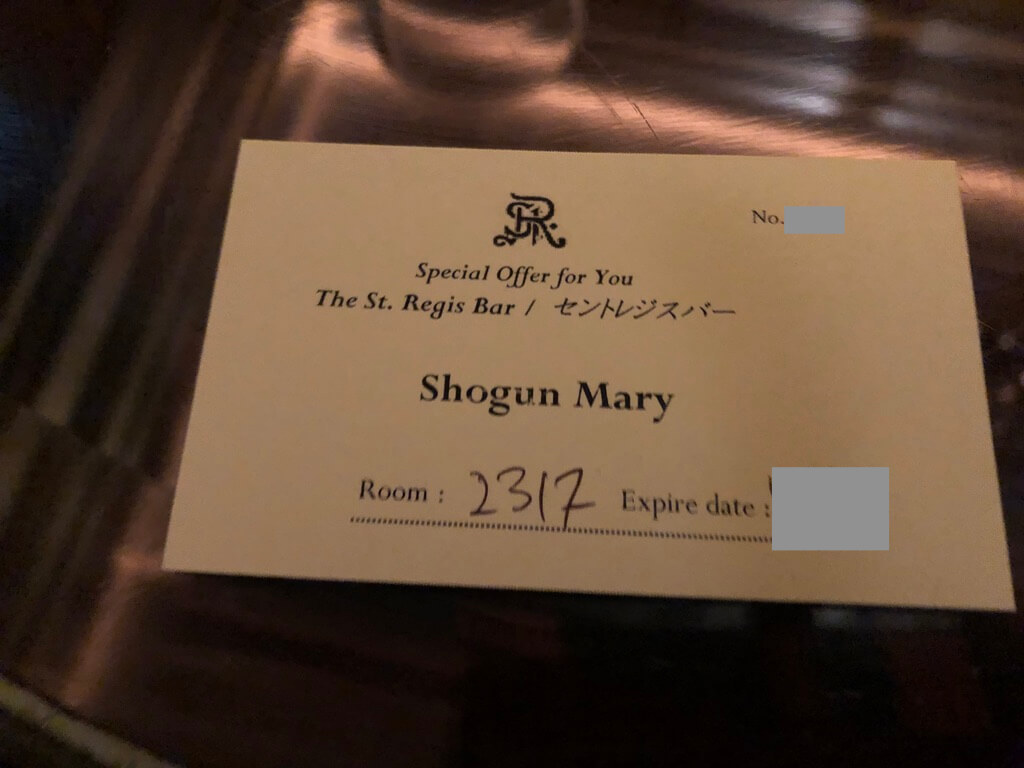 SR
No.
Special Offer for You
The St. Regis Bar / セントレジスバー
Shogun Mary
Room : 2317 Expire date :